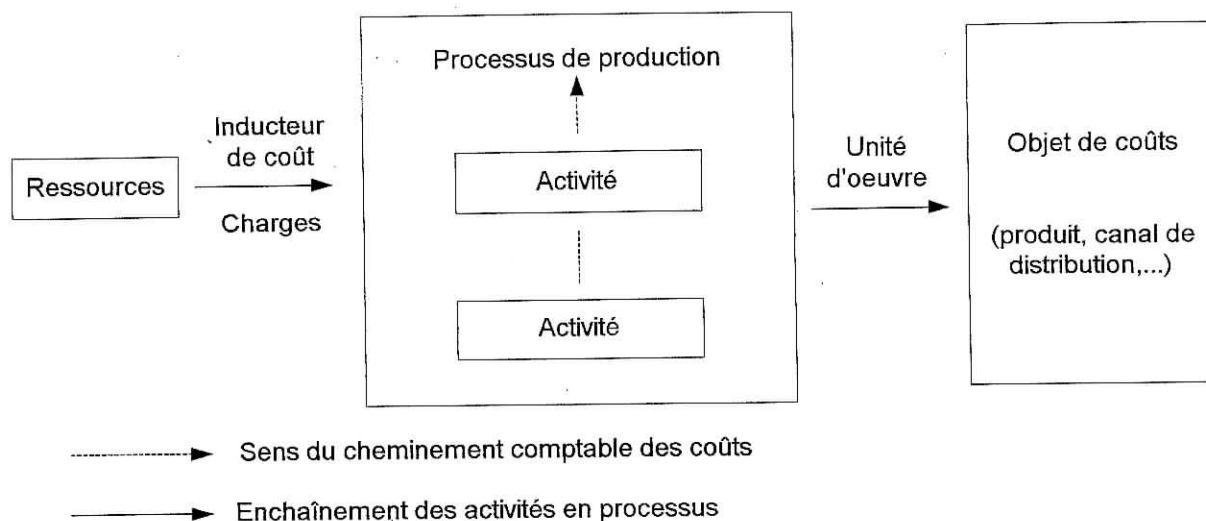 Processus de production
Inducteur
de coût
Ressources
Charges
Activité
Activité
Unité
d'oeuvre
Objet de coûts
(produit, canal de
distribution,...)
Sens du cheminement comptable des coûts
Enchaînement des activités en processus